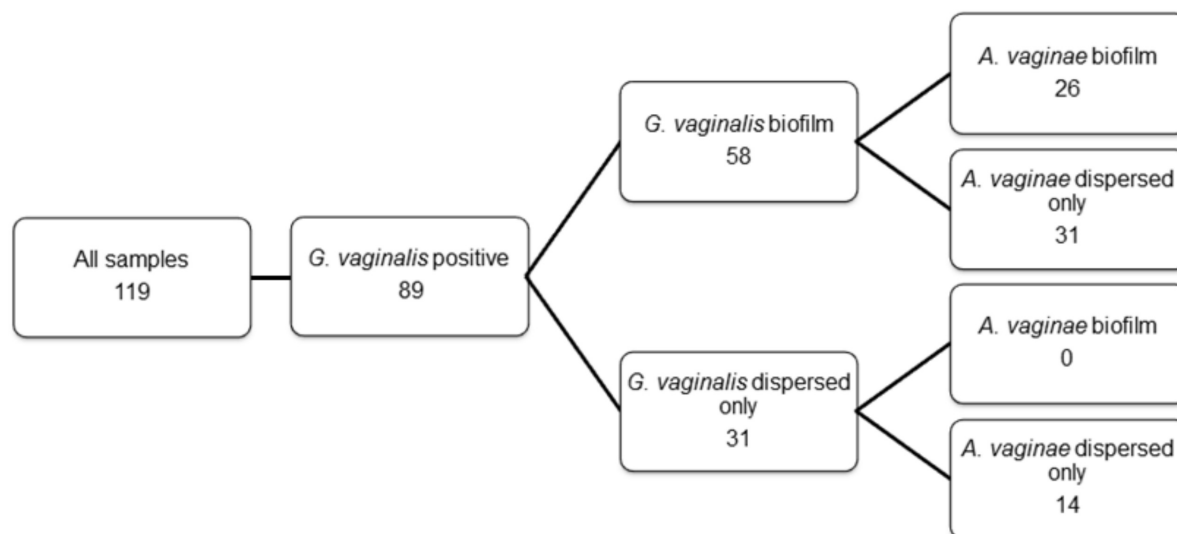 All samples
119
G. vaginalis positive
89
G. vaginalis biofilm
58
G. vaginalis dispersed
only
31
A. vaginae biofilm
26
A. vaginae dispersed
only
31
A. vaginae biofilm
0
A. vaginae dispersed
only
14